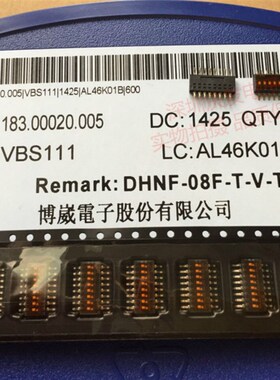 0.005|VBS111|1425|AL46K01B|600
183.00020.005
DC: 1425 QTY
VBS111
LC: AL46K01
Remark: DHNF-08F-T-V-T
博崴電子股份有限公司